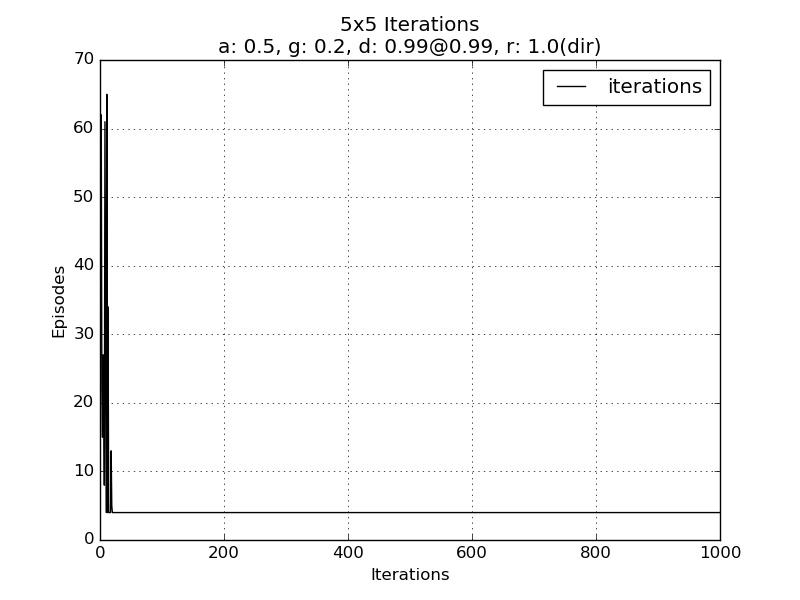 5x5 Iterations
a: 0.5, g: 0.2, d: 0.99@0.99, r: 1.0(dir)
iterations
70
60
50
40
30
20
10
0
Episodes
0 200 400 600 800 1000
Iterations